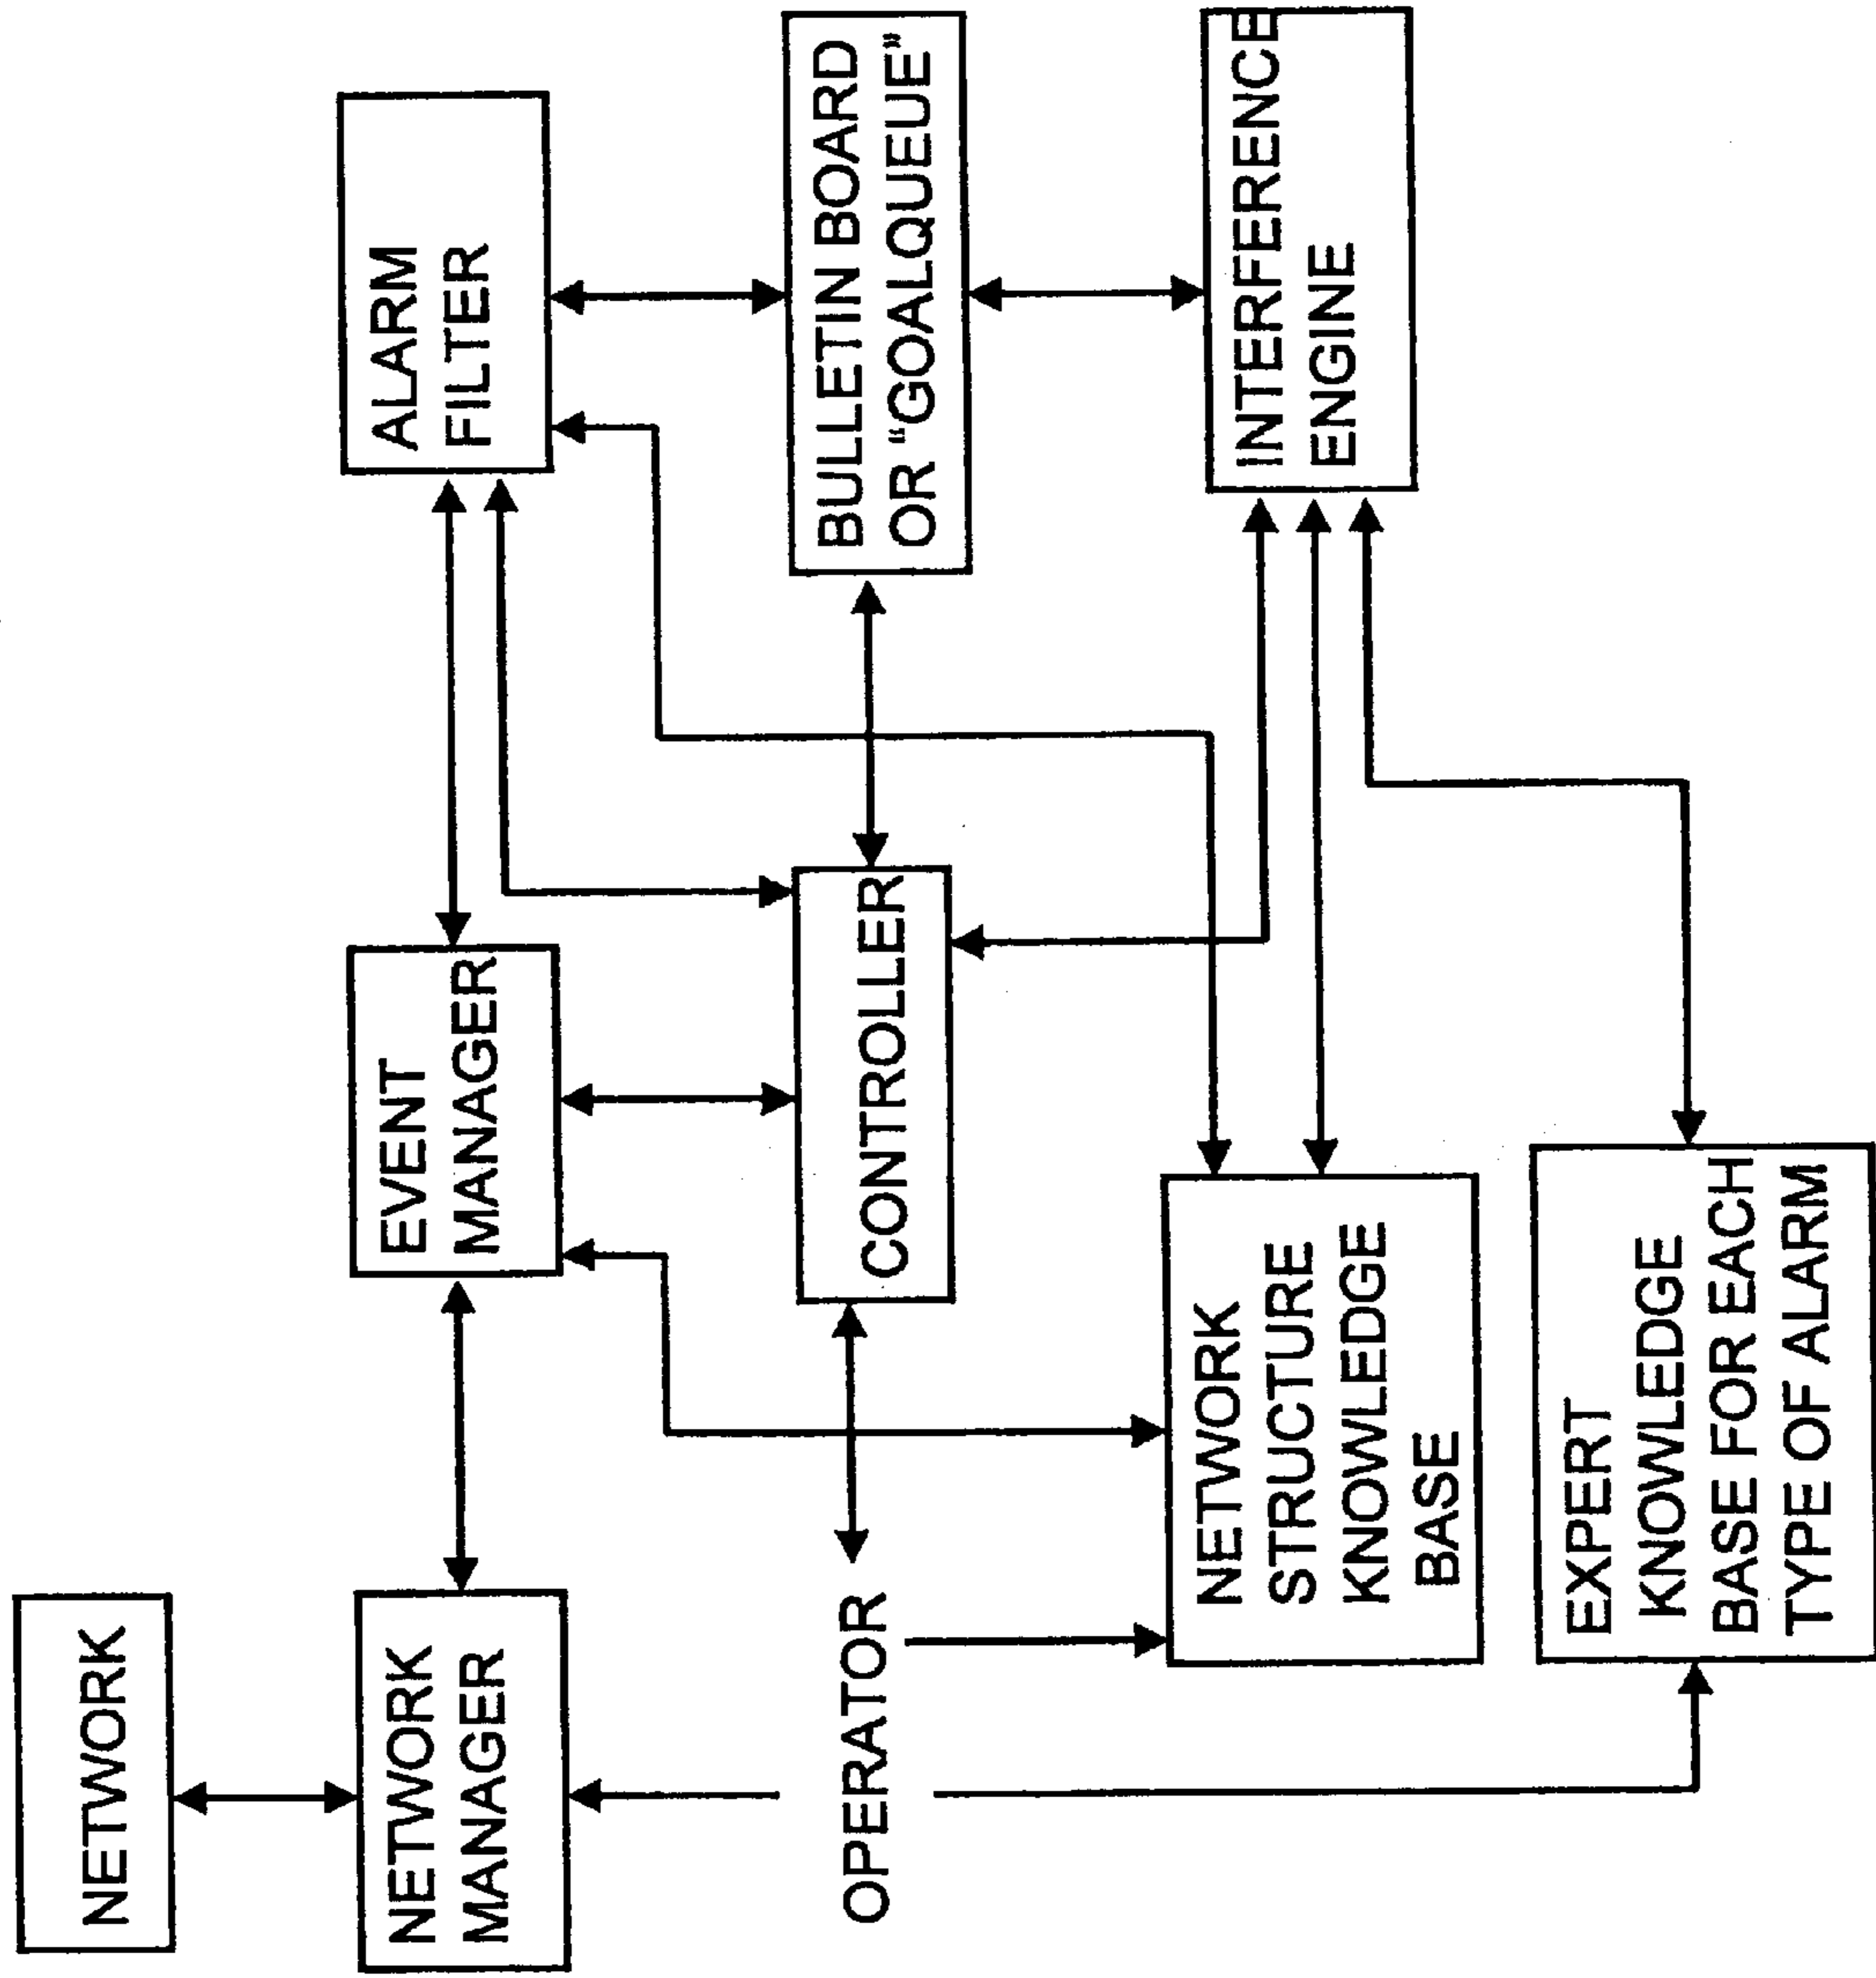 NETWORK
NETWORK
MANAGER
EVENT
MANAGER
ALARM
FILTER
OPERATOR
CONTROLLER
BULLETIN BOARD
OR "GOALQUEUE"
NETWORK
STRUCTURE
KNOWLEDGE
BASE
INTERFERENCE
ENGINE
EXPERT
KNOWLEDGE
BASE FOR EACH
TYPE OF ALARM